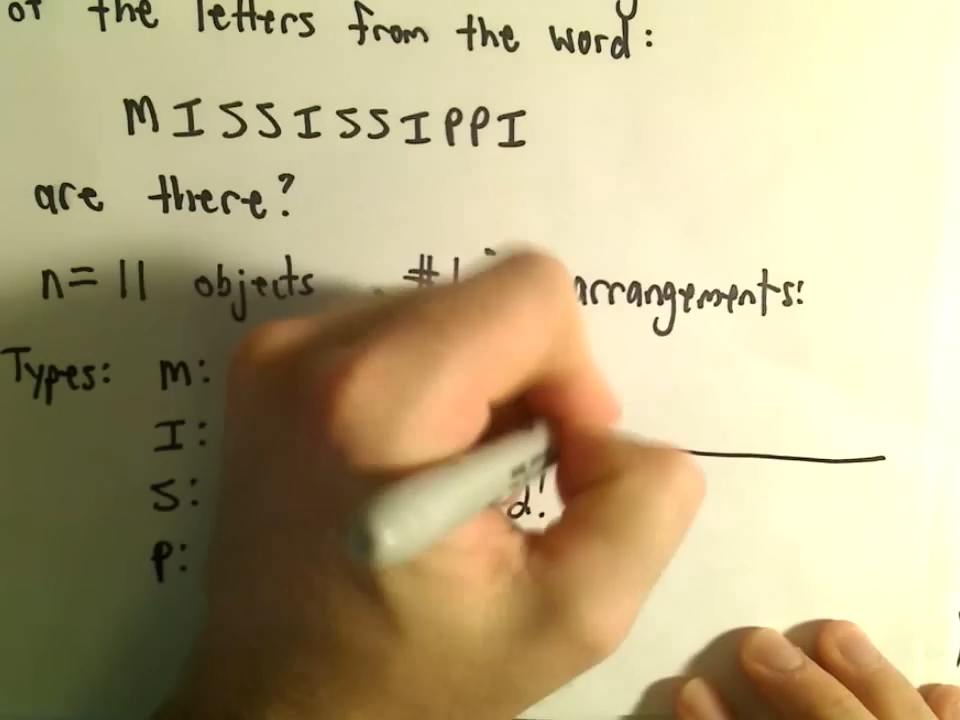 of the letters from the word:
MISSISSIPPI
are there?
n=11 objects # arrangements:
Types: M:
I:
S: d!
P: